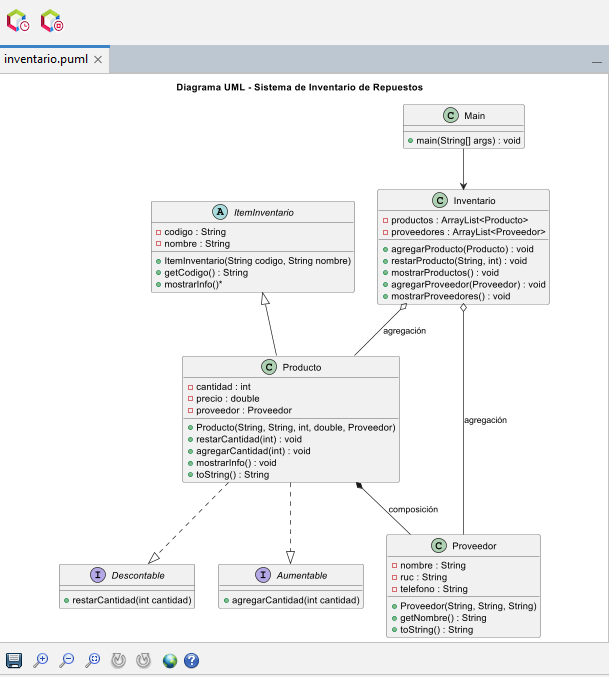 inventario.puml
Diagrama UML - Sistema de Inventario de Repuestos
C Main
main(String[] args) : void
C Inventario
productos : ArrayList<Producto>
proveedores : ArrayList<Proveedor>
agregarProducto(Producto) : void
restarProducto(String, int) : void
mostrarProductos() : void
agregarProveedor(Proveedor) : void
mostrarProveedores() : void
A ItemInventario
codigo : String
nombre : String
ItemInventario(String codigo, String nombre)
getCodigo() : String
mostrarInfo()*
agregación
C Producto
cantidad : int
precio : double
proveedor : Proveedor
Producto(String, String, int, double, Proveedor)
restarCantidad(int) : void
agregarCantidad(int) : void
mostrarInfo() : void
toString() : String
agregación
composición
I Descontable
restarCantidad(int cantidad)
I Aumentable
agregarCantidad(int cantidad)
C Proveedor
nombre : String
ruc : String
telefono : String
Proveedor(String, String, String)
getNombre() : String
toString() : String